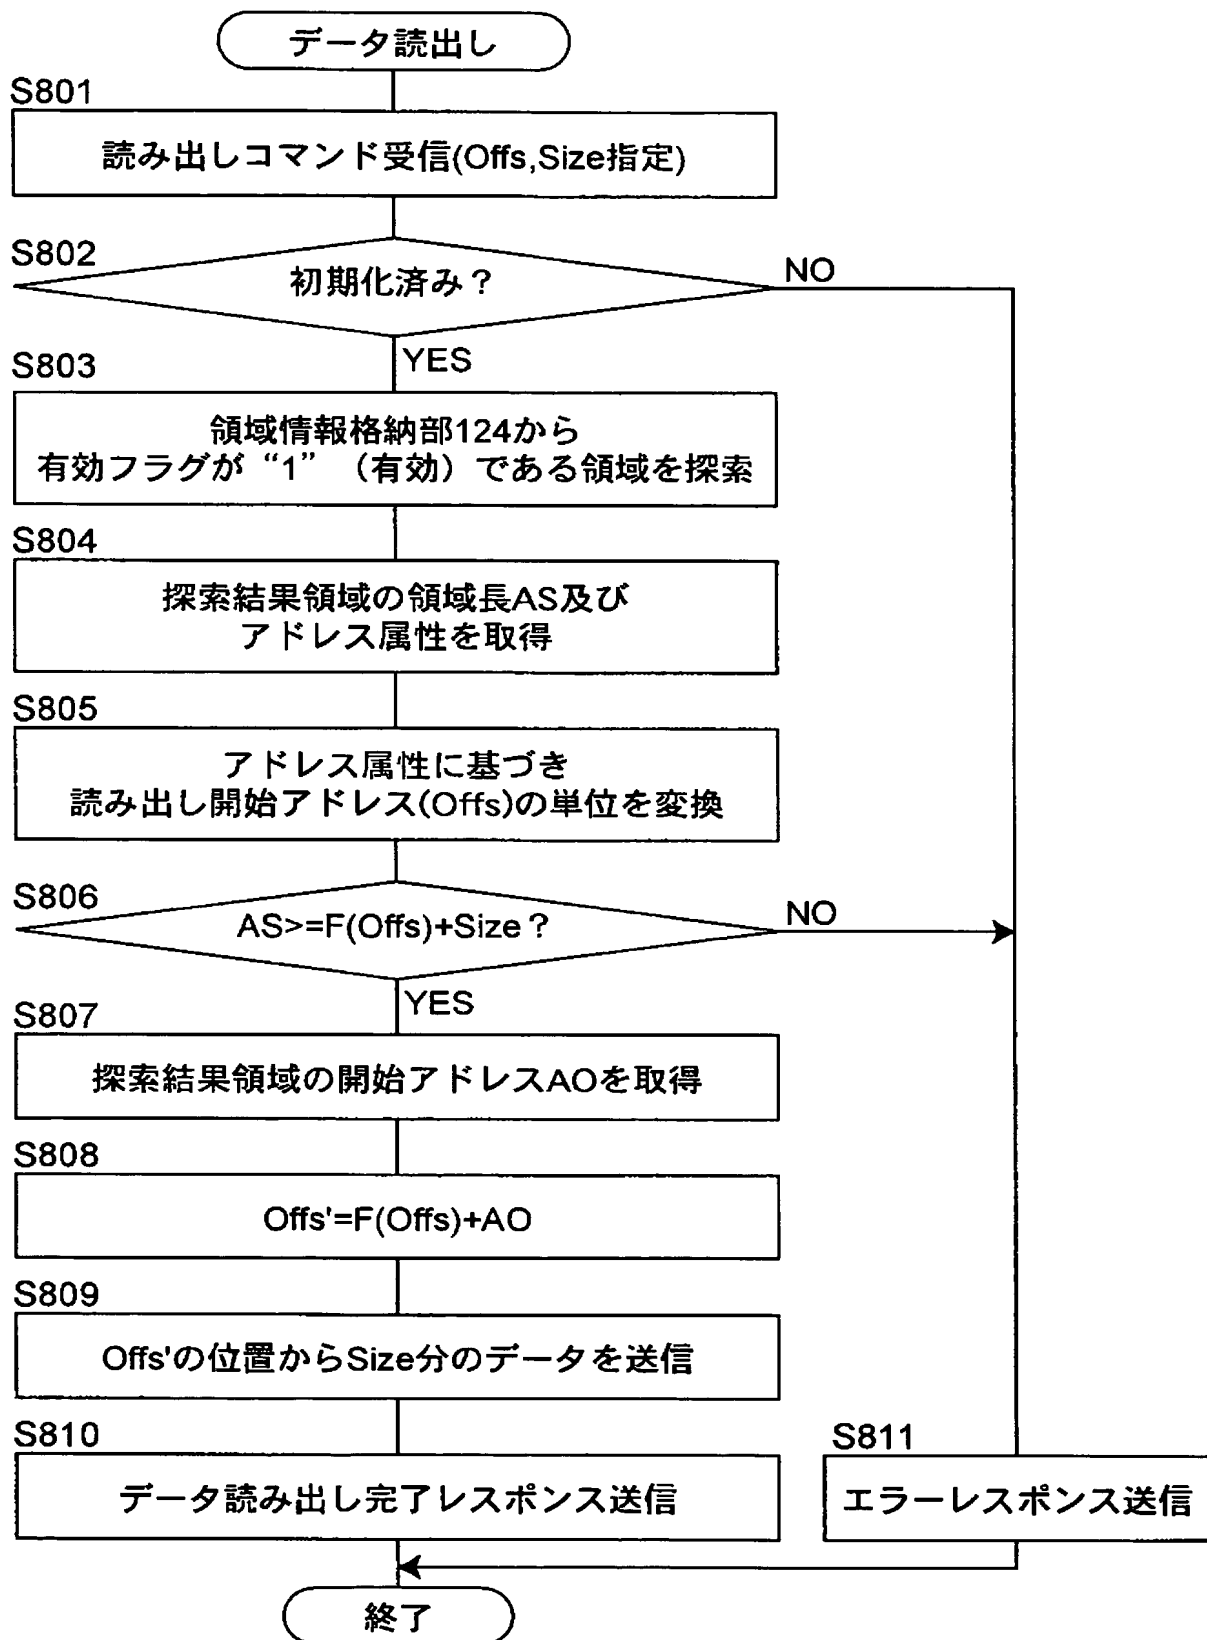 データ読出し
S801
読み出しコマンド受信(Offs,Size指定)
S802
初期化済み？
NO
YES
S803
領域情報格納部124から
有効フラグが“1”（有効）である領域を探索
S804
探索結果領域の領域長AS及び
アドレス属性を取得
S805
アドレス属性に基づき
読み出し開始アドレス(Offs)の単位を変換
S806
AS>=F(Offs)+Size？
NO
YES
S807
探索結果領域の開始アドレスAOを取得
S808
Offs'=F(Offs)+AO
S809
Offs'の位置からSize分のデータを送信
S810
データ読み出し完了レスポンス送信
S811
エラーレスポンス送信
終了